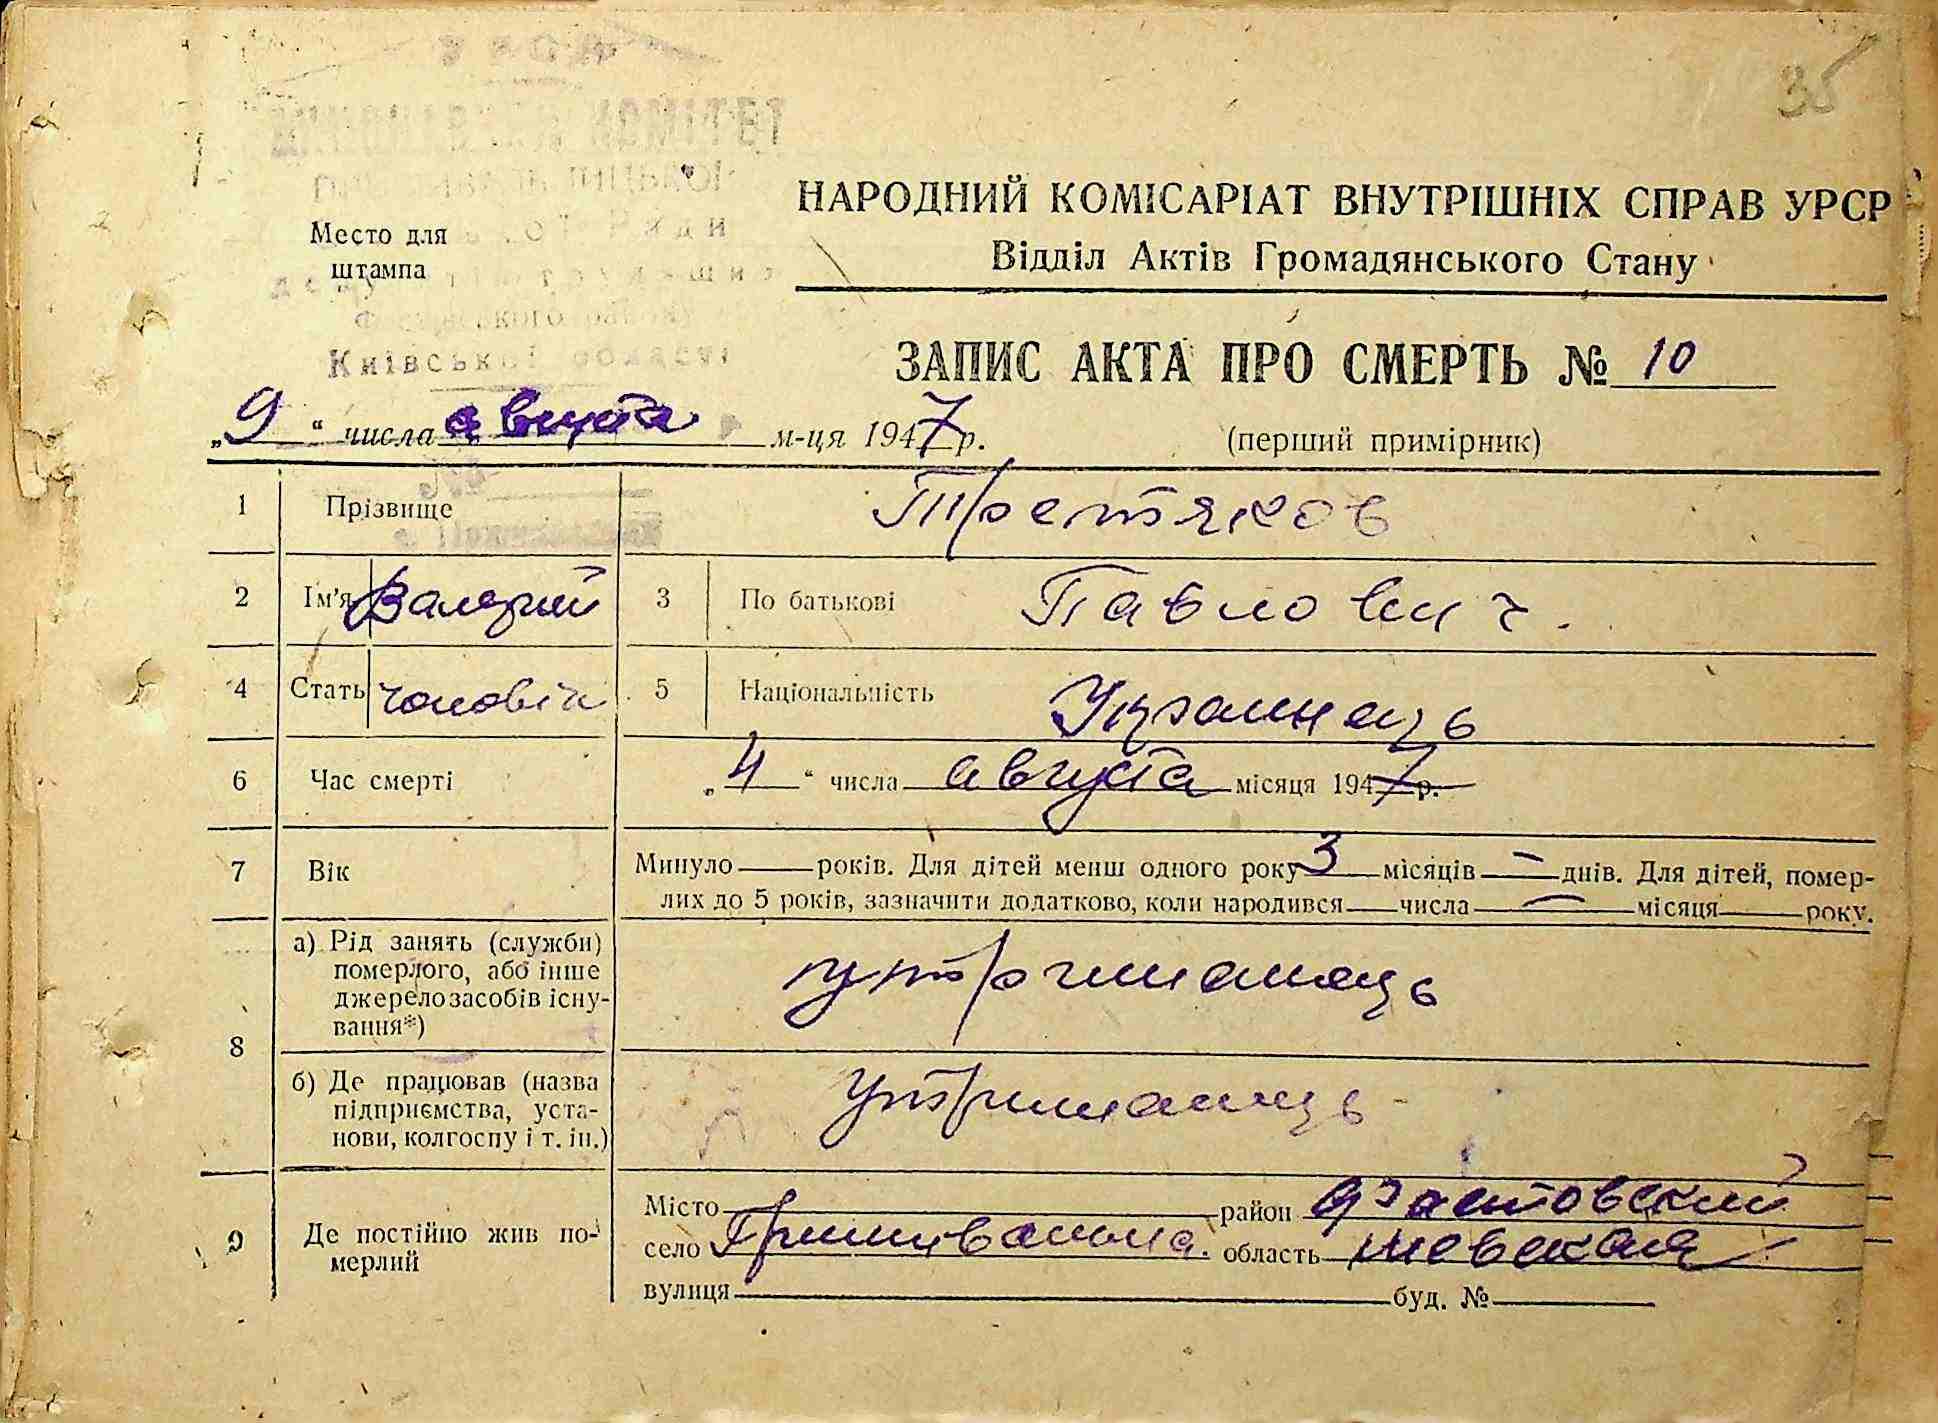 35
КОМІТЕТ
Київської області
Место для
штампа
НАРОДНИЙ КОМІСАРІАТ ВНУТРІШНІХ СПРАВ УРСР
Відділ Актів Громадянського Стану
ЗАПИС АКТА ПРО СМЕРТЬ № 10
„9“ числа августа м-ця 1947 р. (перший примірник)
1 Прізвище Третяков
2 Ім'я Валерий 3 По батькові Павлович.
4 Стать чоловік 5 Національність Украинець
6 Час смерті „4“ числа августа місяця 1947 р.
7 Вік Минуло — років. Для дітей менш одного року 3 місяців — днів. Для дітей, помер-
лих до 5 років, зазначити додатково, коли народився — числа — місяця — року.
8 а) Рід занять (служби)
померлого, або інше
джерело засобів існу-
вання*)
утриманець
б) Де працював (назва
підприємства, уста-
нови, колгоспу і т. ін.)
Утриманець
9 Де постійно жив по-
мерлий
Місто район Фастовский
село область Киевская
вулиця буд. №